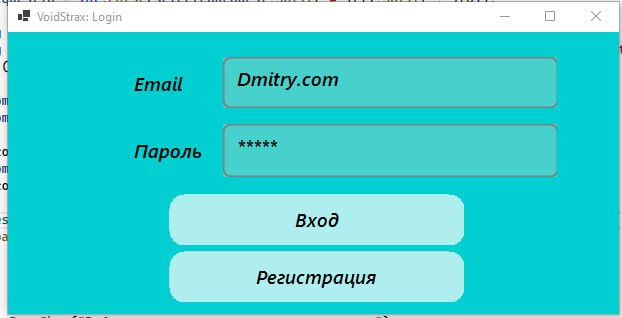 VoidStrax: Login
Email
Dmitry.com
Пароль
*****
Вход
Регистрация